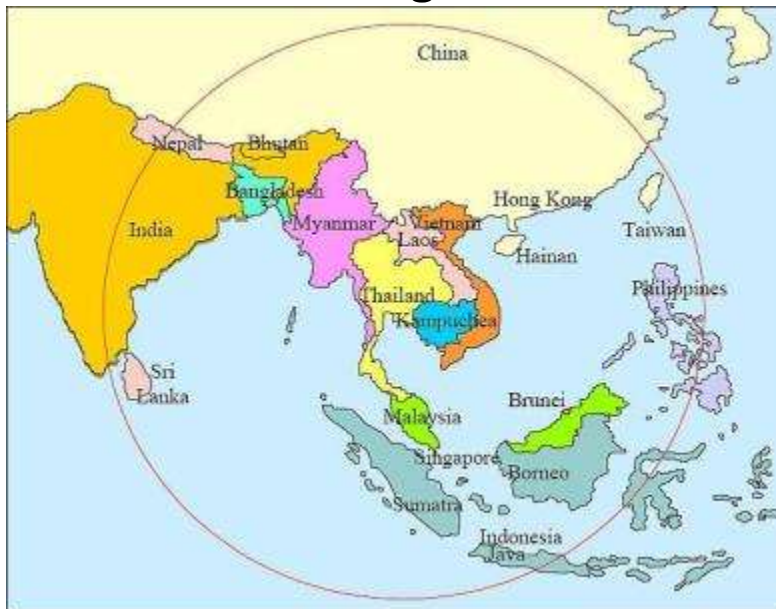 China
Nepal
Bhutan
Bangladesh
Hong Kong
India
Myanmar
Vietnam
Laos
Taiwan
Hainan
Thailand
Philippines
Kampuchea
Sri
Lanka
Brunei
Malaysia
Singapore
Borneo
Sumatra
Indonesia
Java